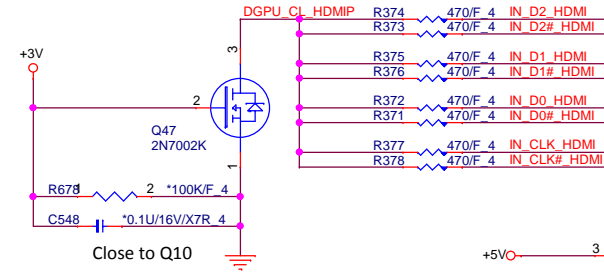 DGPU_CL_HDMIP
R374 470/F_4 IN_D2_HDMI
R373 470/F_4 IN_D2#_HDMI
+3V
3
R375 470/F_4 IN_D1_HDMI
R376 470/F_4 IN_D1#_HDMI
2
R372 470/F_4 IN_D0_HDMI
R371 470/F_4 IN_D0#_HDMI
Q47
2N7002K
R377 470/F_4 IN_CLK_HDMI
R378 470/F_4 IN_CLK#_HDMI
1
R678 1 2 *100K/F_4
C548 *0.1U/16V/X7R_4
Close to Q10
+5V 3